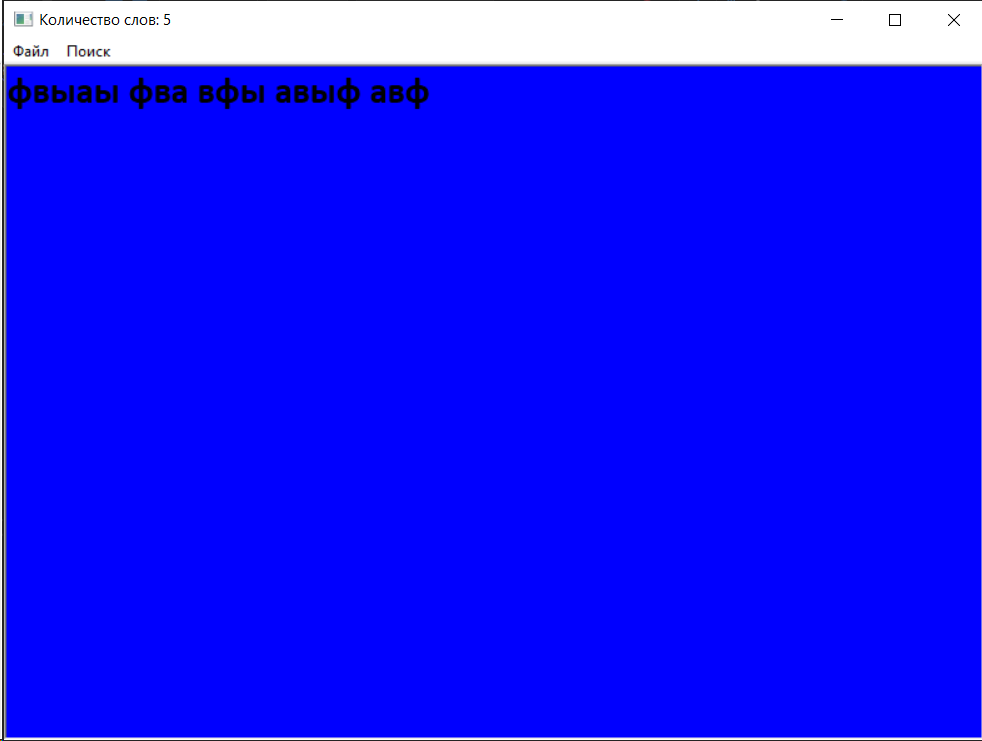 Количество слов: 5
Файл Поиск
фвыаы фва вфы авыф авф